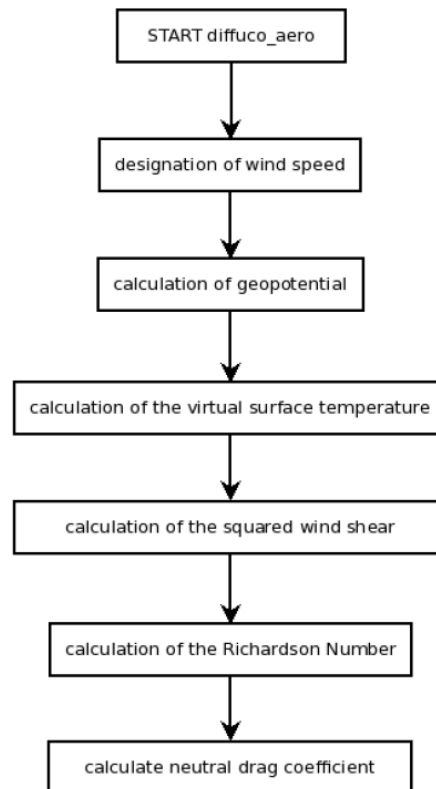 START diffuco_aero
designation of wind speed
calculation of geopotential
calculation of the virtual surface temperature
calculation of the squared wind shear
calculation of the Richardson Number
calculate neutral drag coefficient